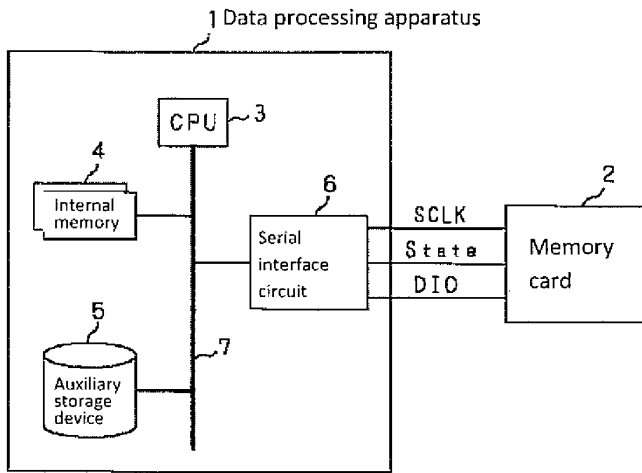 1 Data processing apparatus
CPU
3
4
Internal
memory
6
Serial
interface
circuit
SCLK
State
DIO
2
Memory
card
5
Auxiliary
storage
device
7